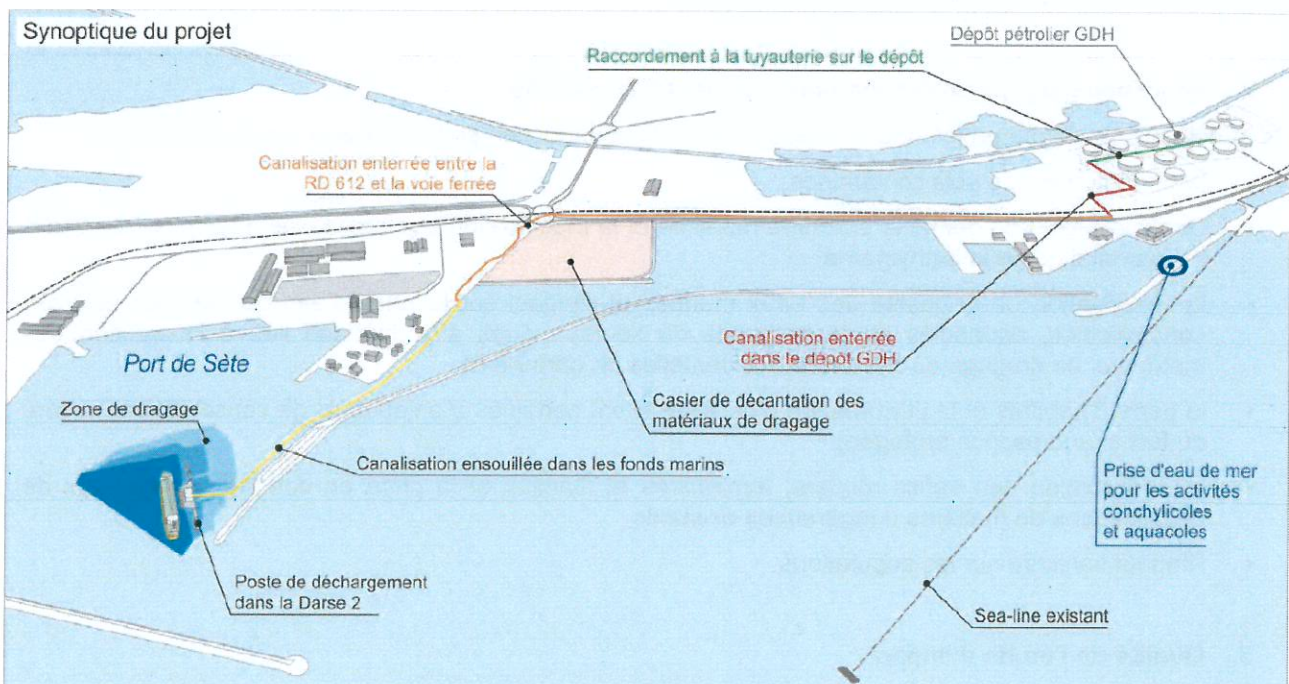 Synoptique du projet
Dépôt pétrolier GDH
Raccordement à la tuyauterie sur le dépôt
Canalisation enterrée entre la
RD 612 et la voie ferrée
Canalisation enterrée
dans le dépôt GDH
Port de Sète
Casier de décantation des
matériaux de dragage
Zone de dragage
Canalisation ensouillée dans les fonds marins
Prise d'eau de mer
pour les activités
conchylicoles
et aquacoles
Poste de déchargement
dans la Darse 2
Sea-line existant